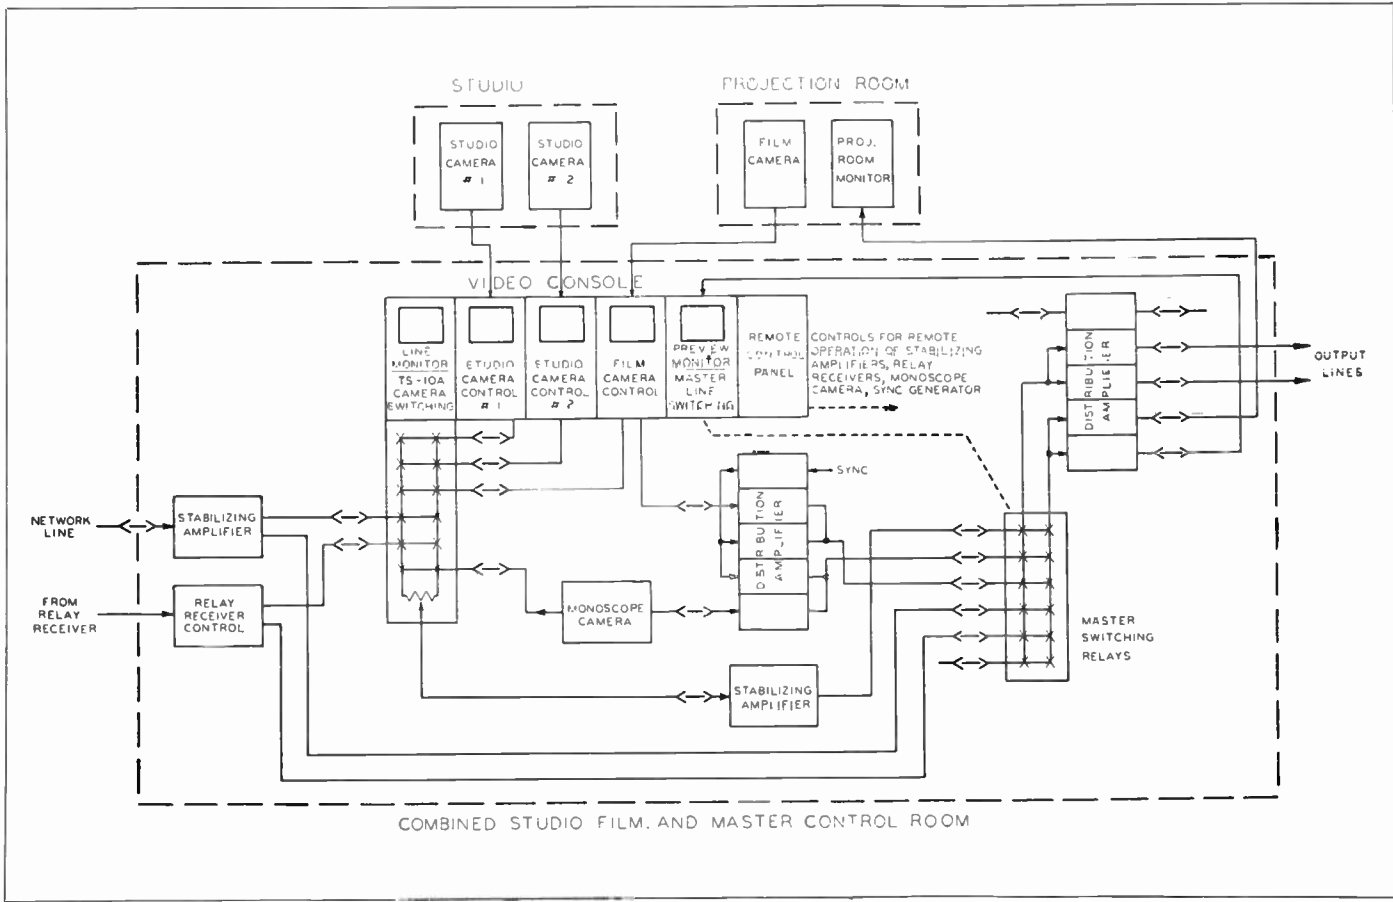 STUDIO
PROJECTION ROOM
STUDIO
CAMERA
# 1
STUDIO
CAMERA
# 2
FILM
CAMERA
PROJ.
ROOM
MONITOR
VIDEO CONSOLE
LINE
MONITOR
TS-10A
CAMERA
SWITCHING
STUDIO
CAMERA
CONTROL
# 1
STUDIO
CAMERA
CONTROL
# 2
FILM
CAMERA
CONTROL
PREVIEW
MONITOR
MASTER
LINE
SWITCHING
REMOTE
CONTROL
PANEL
CONTROLS FOR REMOTE
OPERATION OF STABILIZING
AMPLIFIERS, RELAY
RECEIVERS, MONOSCOPE
CAMERA, SYNC GENERATOR
DISTRIBUTION
AMPLIFIER
OUTPUT
LINES
NETWORK
LINE
STABILIZING
AMPLIFIER
FROM
RELAY
RECEIVER
RELAY
RECEIVER
CONTROL
SYNC
DISTRIBUTION
AMPLIFIER
MONOSCOPE
CAMERA
STABILIZING
AMPLIFIER
MASTER
SWITCHING
RELAYS
COMBINED STUDIO FILM, AND MASTER CONTROL ROOM